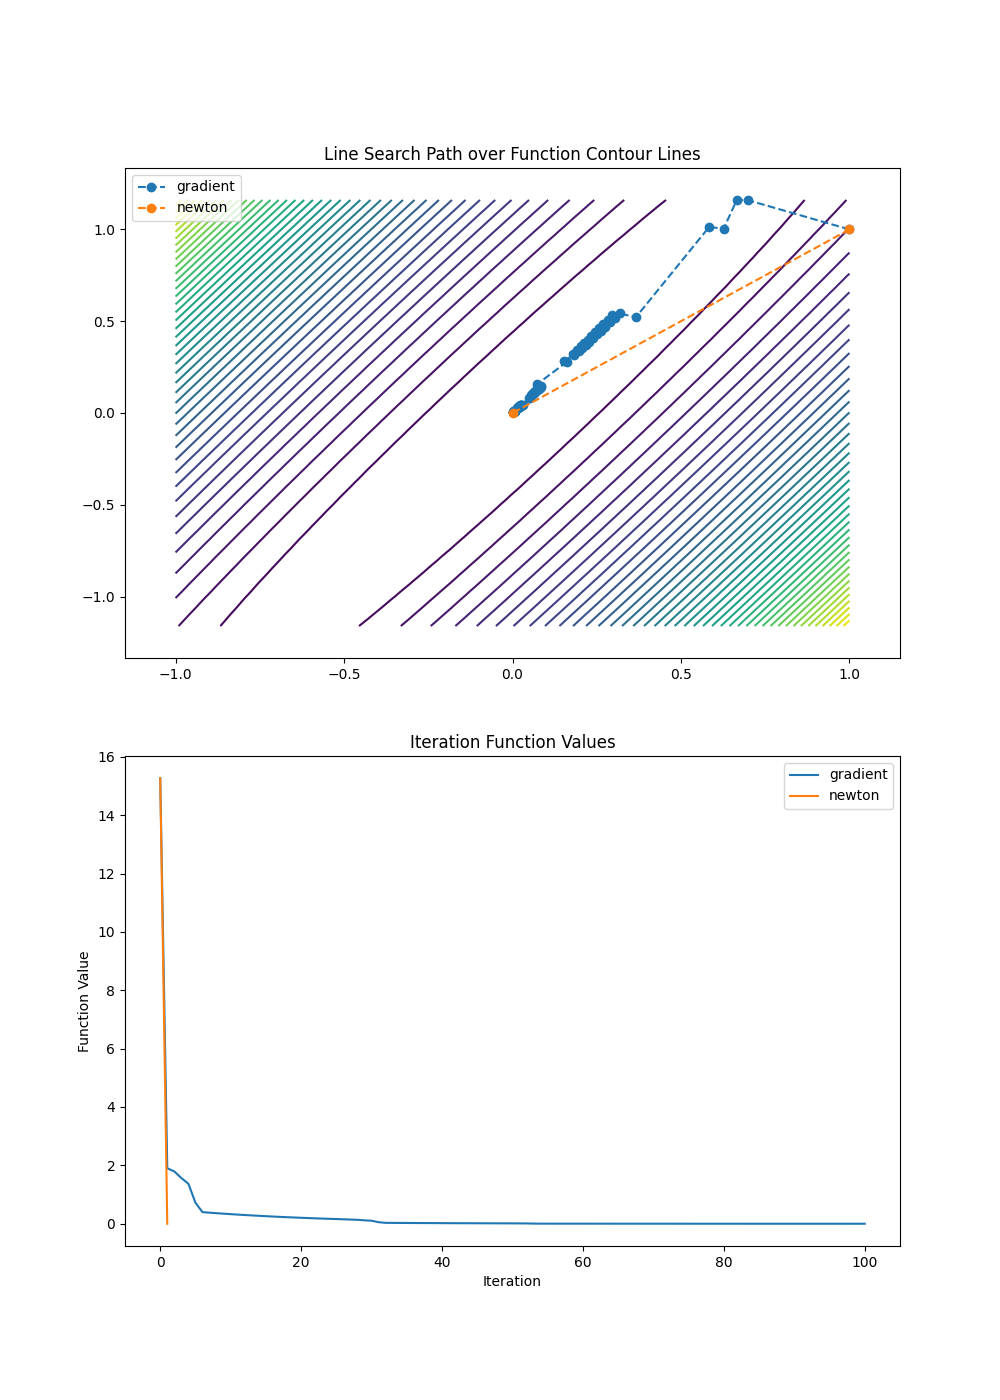 Line Search Path over Function Contour Lines
gradient
newton
1.0
0.5
0.0
−0.5
−1.0
−1.0 −0.5 0.0 0.5 1.0
Iteration Function Values
gradient
newton
16
14
12
10
8
6
4
2
0
Function Value
0 20 40 60 80 100
Iteration